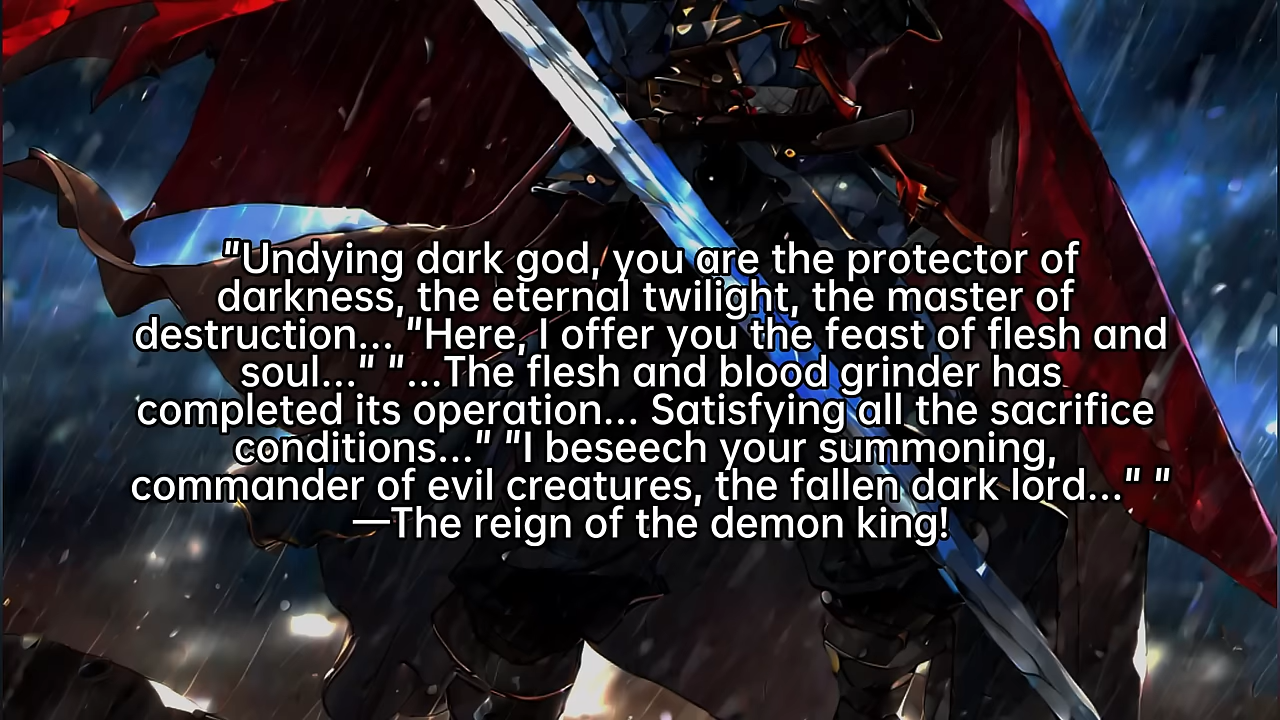 "Undying dark god, you are the protector of
darkness, the eternal twilight, the master of
destruction... "Here, I offer you the feast of flesh and
soul..." "...The flesh and blood grinder has
completed its operation... Satisfying all the sacrifice
conditions..." "I beseech your summoning,
commander of evil creatures, the fallen dark lord..." "
—The reign of the demon king!